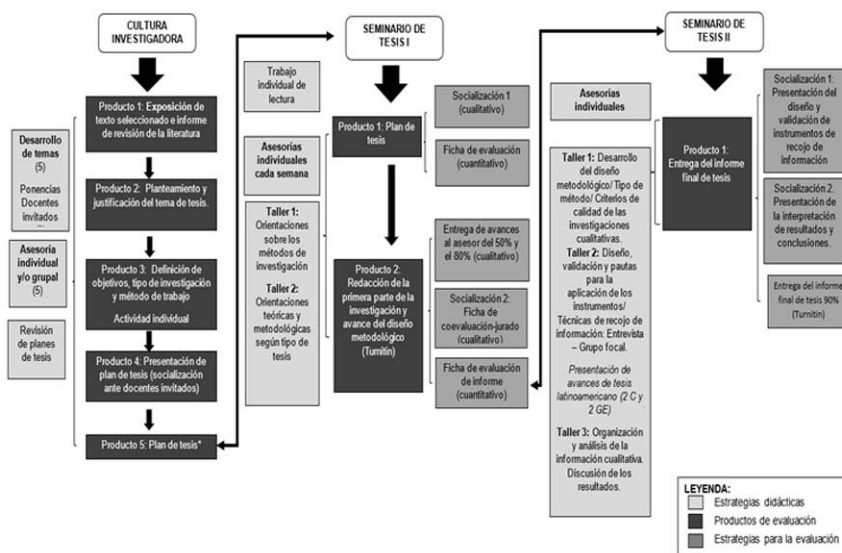 CULTURA
INVESTIGADORA
Producto 1: Exposición de
texto seleccionado e informe
de revisión de la literatura
Desarrollo
de temas
(5)
Ponencias
Docentes
invitados
Producto 2: Planteamiento y
justificación del tema de tesis.
Asesoría
individual
y/o grupal
(5)
Producto 3: Definición de
objetivos, tipo de investigación
y método de trabajo
Actividad individual
Revisión
de planes
de tesis
Producto 4: Presentación de
plan de tesis (socialización
ante docentes invitados)
Producto 5: Plan de tesis*
SEMINARIO DE
TESIS I
Trabajo
individual de
lectura
Asesorías
individuales
cada semana
Taller 1:
Orientaciones
sobre los
métodos de
investigación
Taller 2:
Orientaciones
teóricas y
metodológicas
según tipo de
tesis
Producto 1: Plan de
tesis
Socialización 1
(cualitativo)
Ficha de evaluación
(cuantitativo)
Producto 2:
Redacción de la
primera parte de la
investigación y
avance del diseño
metodológico
(Turnitin)
Entrega de avances
al asesor del 50% y
el 80% (cualitativo)
Socialización 2:
Ficha de
coevaluación-jurado
(cualitativo)
Ficha de evaluación
de informe
(cuantitativo)
SEMINARIO DE
TESIS II
Asesorías
individuales
Taller 1: Desarrollo
del diseño
metodológico/ Tipo de
método/ Criterios de
calidad de las
investigaciones
cualitativas.
Taller 2: Diseño,
validación y pautas
para la
aplicación de los
instrumentos/
Técnicas de recojo de
información: Entrevista
– Grupo focal.
Presentación de
avances de tesis
latinoamericano (2 C y
2 GE)
Taller 3: Organización
y análisis de la
información cualitativa.
Discusión de los
resultados.
Producto 1:
Entrega del informe
final de tesis
Socialización 1:
Presentación del
diseño y
validación de
instrumentos de
recojo de
información
Socialización 2.
Presentación de la
interpretación de
resultados y
conclusiones.
Entrega del informe
final de tesis 90%
(Turnitin)
LEYENDA:
Estrategias didácticas
Productos de evaluación
Estrategias para la evaluación